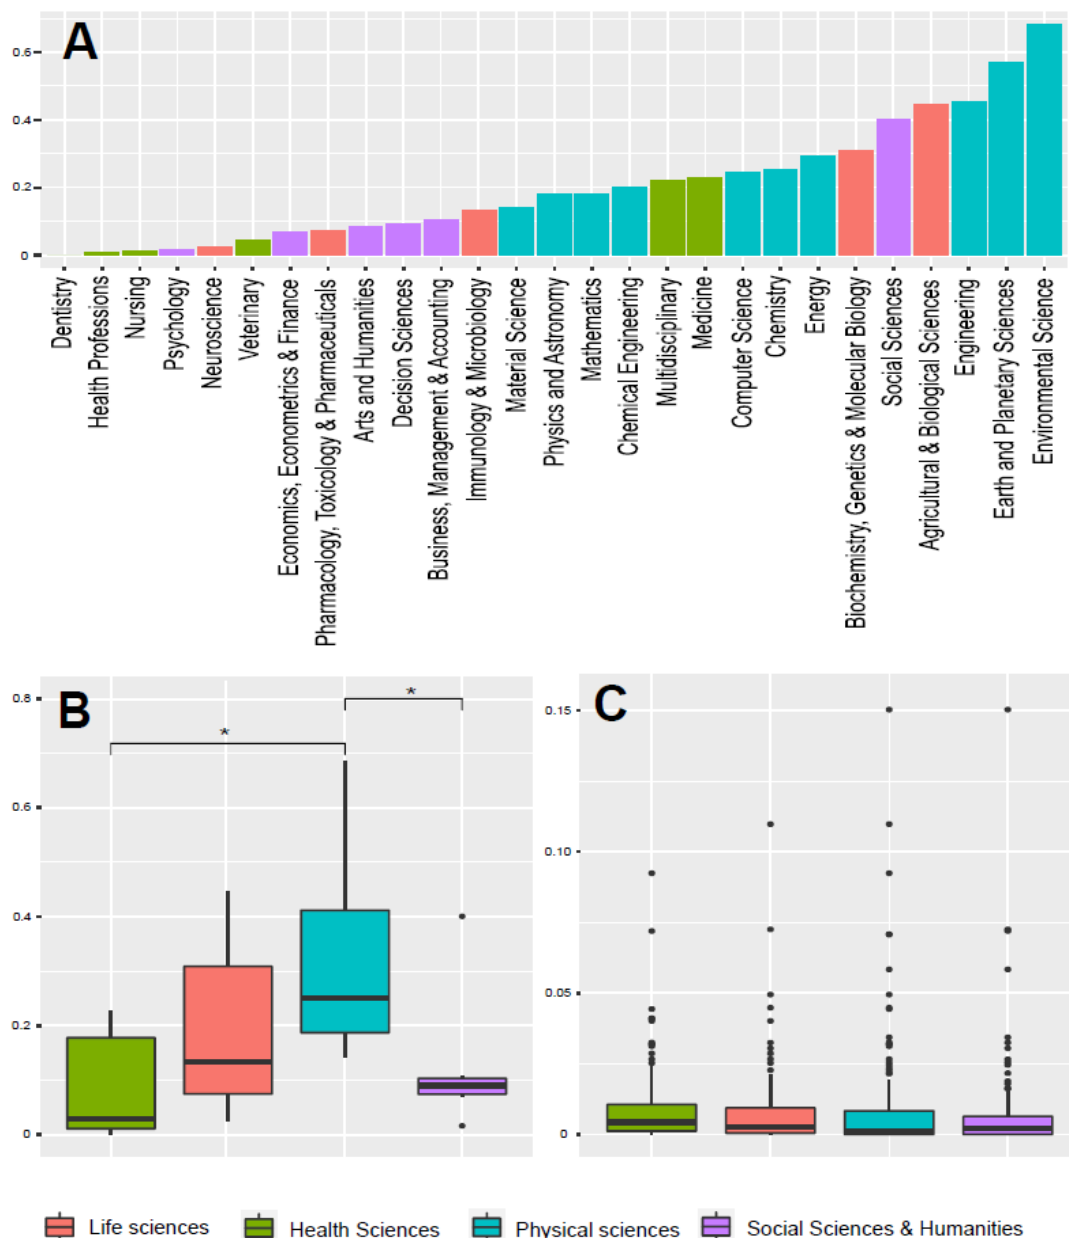 A
0.6
0.4
0.2
0
Dentistry
Health Professions
Nursing
Psychology
Neuroscience
Veterinary
Economics, Econometrics & Finance
Pharmacology, Toxicology & Pharmaceuticals
Arts and Humanities
Decision Sciences
Business, Management & Accounting
Immunology & Microbiology
Material Science
Physics and Astronomy
Mathematics
Chemical Engineering
Multidisciplinary
Medicine
Computer Science
Chemistry
Energy
Biochemistry, Genetics & Molecular Biology
Social Sciences
Agricultural & Biological Sciences
Engineering
Earth and Planetary Sciences
Environmental Science
B
0.8
0.6
0.4
0.2
0
*
*
C
0.15
0.10
0.05
0
Life sciences
Health Sciences
Physical sciences
Social Sciences & Humanities